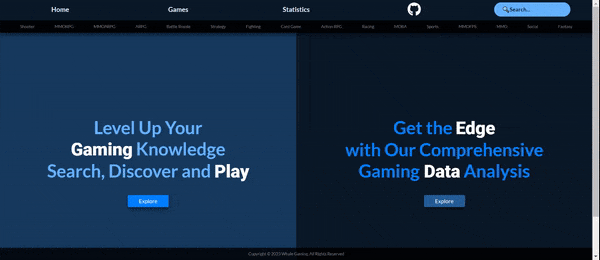 Home Games Statistics Search...
Shooter MMORPG MMOARPG ARPG Battle Royale Strategy Fighting Card Game Action RPG Racing MOBA Sports MMOFPS MMO Social Fantasy
Level Up Your
Gaming Knowledge
Search, Discover and Play
Explore
Get the Edge
with Our Comprehensive
Gaming Data Analysis
Explore
Copyright © 2023 Whale Gaming. All Rights Reserved